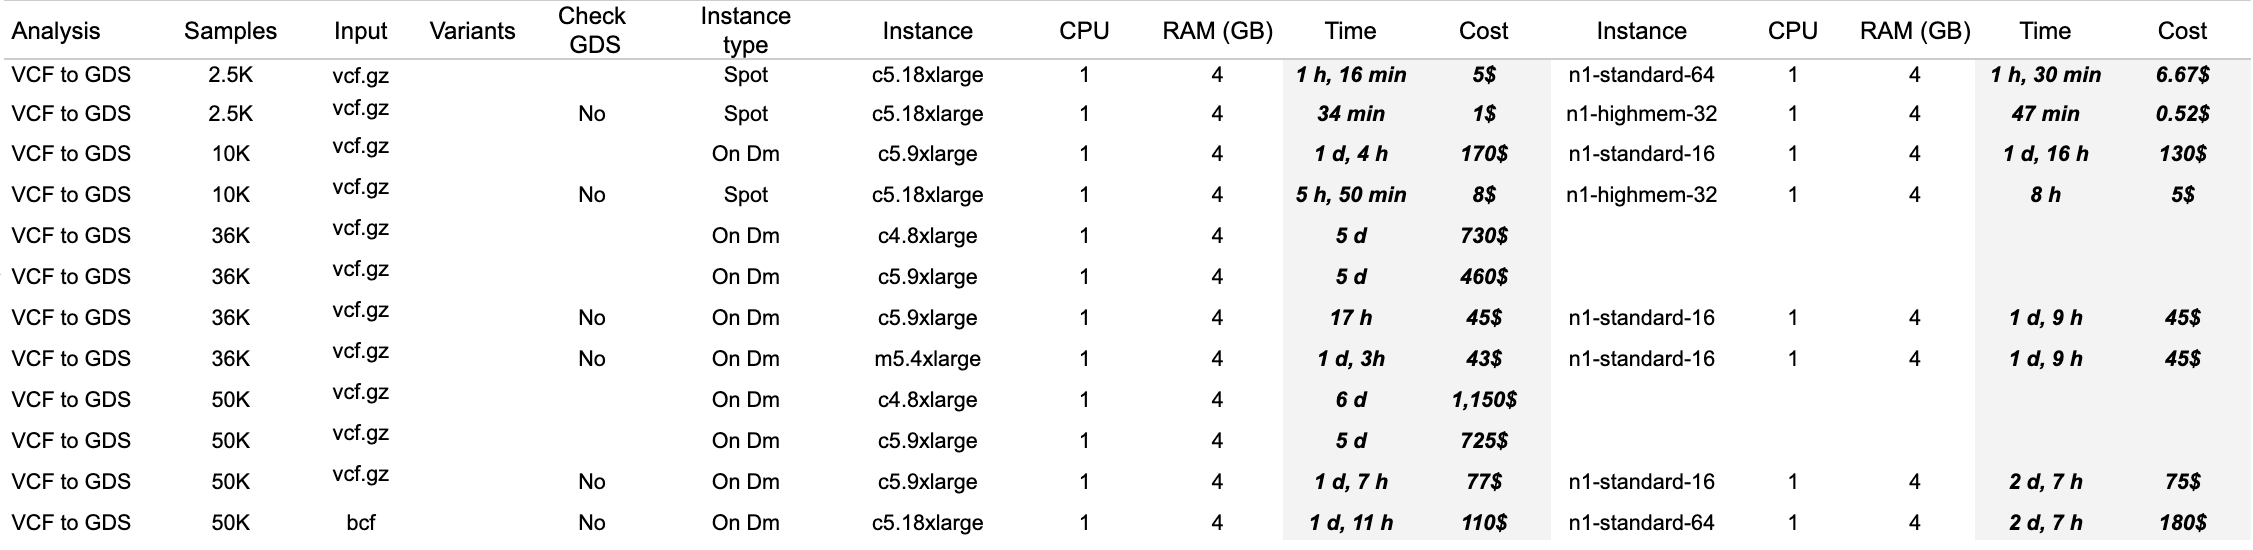 Analysis Samples Input Variants Check GDS Instance type Instance CPU RAM (GB) Time Cost Instance CPU RAM (GB) Time Cost
VCF to GDS 2.5K vcf.gz Spot c5.18xlarge 1 4 1 h, 16 min 5$ n1-standard-64 1 4 1 h, 30 min 6.67$
VCF to GDS 2.5K vcf.gz No Spot c5.18xlarge 1 4 34 min 1$ n1-highmem-32 1 4 47 min 0.52$
VCF to GDS 10K vcf.gz On Dm c5.9xlarge 1 4 1 d, 4 h 170$ n1-standard-16 1 4 1 d, 16 h 130$
VCF to GDS 10K vcf.gz No Spot c5.18xlarge 1 4 5 h, 50 min 8$ n1-highmem-32 1 4 8 h 5$
VCF to GDS 36K vcf.gz On Dm c4.8xlarge 1 4 5 d 730$
VCF to GDS 36K vcf.gz On Dm c5.9xlarge 1 4 5 d 460$
VCF to GDS 36K vcf.gz No On Dm c5.9xlarge 1 4 17 h 45$ n1-standard-16 1 4 1 d, 9 h 45$
VCF to GDS 36K vcf.gz No On Dm m5.4xlarge 1 4 1 d, 3h 43$ n1-standard-16 1 4 1 d, 9 h 45$
VCF to GDS 50K vcf.gz On Dm c4.8xlarge 1 4 6 d 1,150$
VCF to GDS 50K vcf.gz On Dm c5.9xlarge 1 4 5 d 725$
VCF to GDS 50K vcf.gz No On Dm c5.9xlarge 1 4 1 d, 7 h 77$ n1-standard-16 1 4 2 d, 7 h 75$
VCF to GDS 50K bcf No On Dm c5.18xlarge 1 4 1 d, 11 h 110$ n1-standard-64 1 4 2 d, 7 h 180$